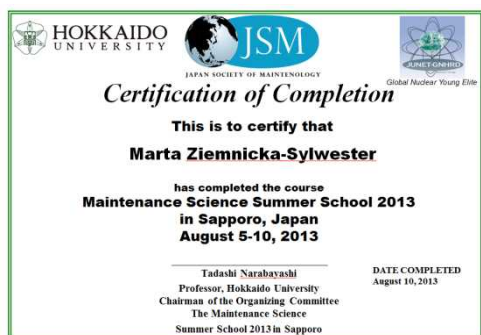 HOKKAIDO
UNIVERSITY
JSM
JAPAN SOCIETY OF MAINTENOLOGY
JUNET-GNHRD
Global Nuclear Young Elite
Certification of Completion
This is to certify that
Marta Ziemnicka-Sylwester
has completed the course
Maintenance Science Summer School 2013
in Sapporo, Japan
August 5-10, 2013
Tadashi Narabayashi
Professor, Hokkaido University
Chairman of the Organizing Committee
The Maintenance Science
Summer School 2013 in Sapporo
DATE COMPLETED
August 10, 2013